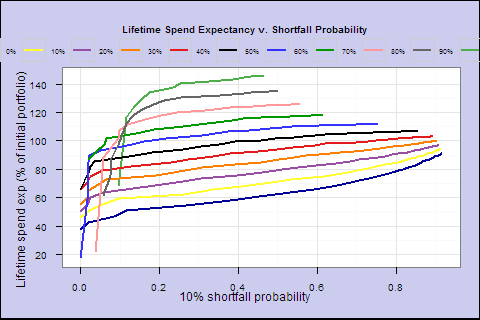 Lifetime Spend Expectancy v. Shortfall Probability
0% 10% 20% 30% 40% 50% 60% 70% 80% 90%
Lifetime spend exp (% of initial portfolio)
140
120
100
80
60
40
20
0.0 0.2 0.4 0.6 0.8
10% shortfall probability